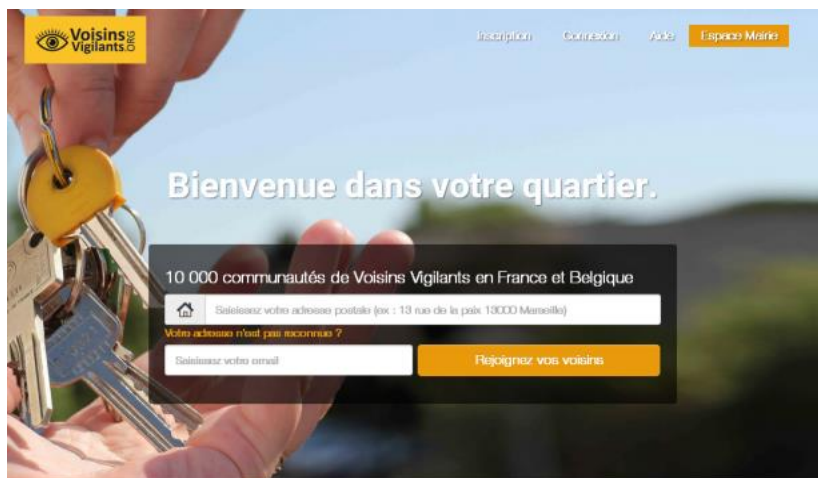 Voisins
Vigilants.ORG
Inscription Connexion Aide Espace Mairie
Bienvenue dans votre quartier.
10 000 communautés de Voisins Vigilants en France et Belgique
Saisissez votre adresse postale (ex : 13 rue de la paix 13000 Marseille)
Votre adresse n'est pas reconnue ?
Saisissez votre email Rejoignez vos voisins